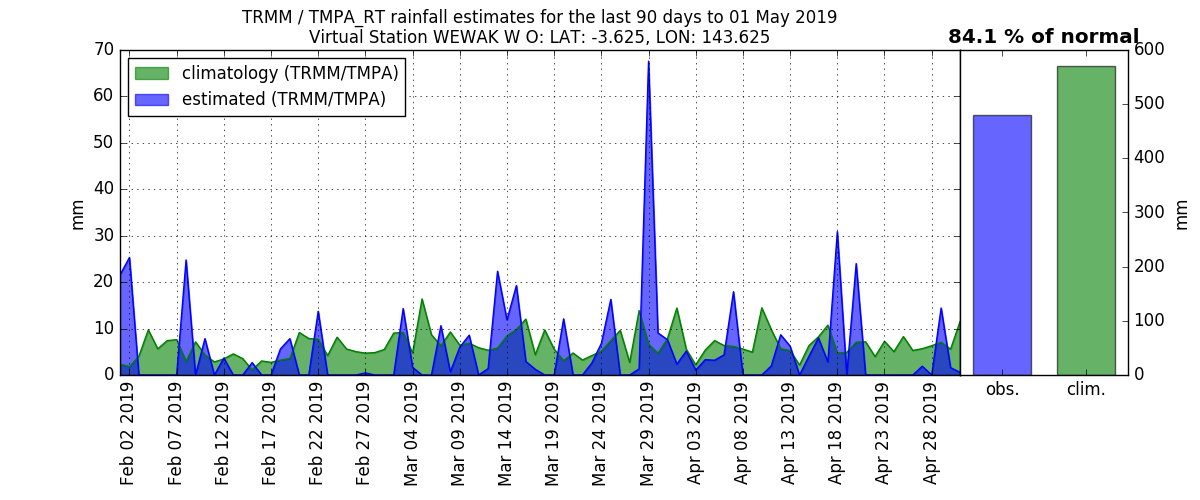 TRMM / TMPA_RT rainfall estimates for the last 90 days to 01 May 2019
Virtual Station WEWAK W O: LAT: -3.625, LON: 143.625
84.1 % of normal
climatology (TRMM/TMPA)
estimated (TRMM/TMPA)
70
60
50
40
30
20
10
0
mm
Feb 02 2019
Feb 07 2019
Feb 12 2019
Feb 17 2019
Feb 22 2019
Feb 27 2019
Mar 04 2019
Mar 09 2019
Mar 14 2019
Mar 19 2019
Mar 24 2019
Mar 29 2019
Apr 03 2019
Apr 08 2019
Apr 13 2019
Apr 18 2019
Apr 23 2019
Apr 28 2019
obs.
clim.
600
500
400
300
200
100
0
mm